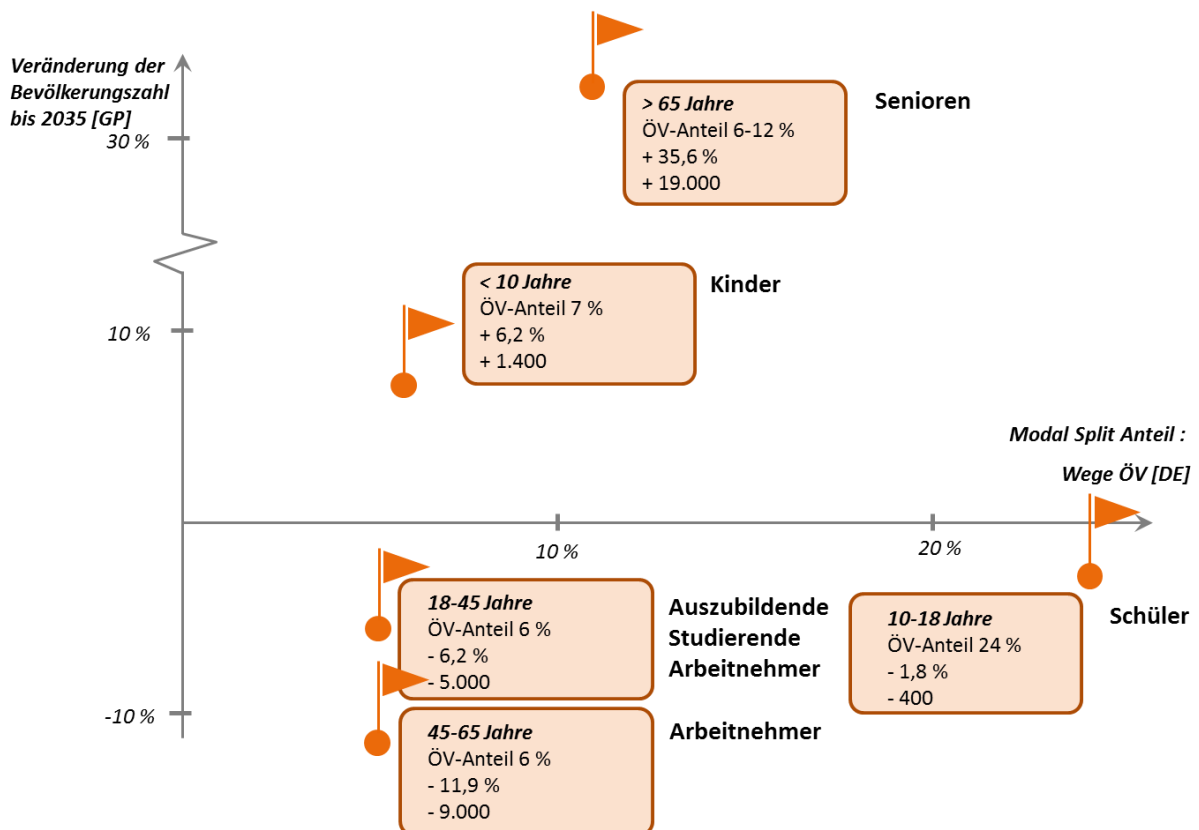 Veränderung der
Bevölkerungszahl
bis 2035 [GP]
30 %
> 65 Jahre
ÖV-Anteil 6-12 %
+ 35,6 %
+ 19.000
Senioren
10 %
< 10 Jahre
ÖV-Anteil 7 %
+ 6,2 %
+ 1.400
Kinder
Modal Split Anteil :
Wege ÖV [DE]
10 %
20 %
18-45 Jahre
ÖV-Anteil 6 %
- 6,2 %
- 5.000
Auszubildende
Studierende
Arbeitnehmer
10-18 Jahre
ÖV-Anteil 24 %
- 1,8 %
- 400
Schüler
-10 %
45-65 Jahre
ÖV-Anteil 6 %
- 11,9 %
- 9.000
Arbeitnehmer